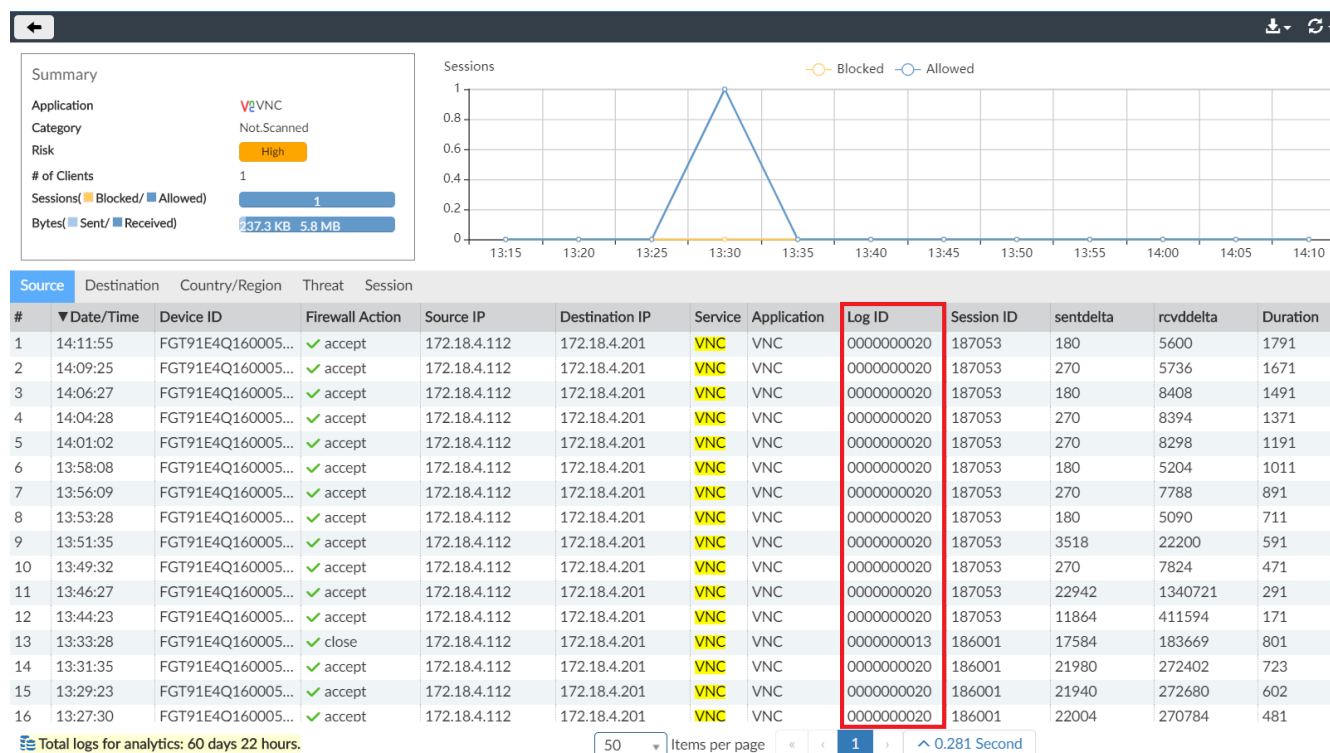 Summary
Application VNC
Category Not.Scanned
Risk High
# of Clients 1
Sessions( Blocked/ Allowed) 1
Bytes( Sent/ Received) 237.3 KB 5.8 MB
Sessions
Blocked Allowed
1
0.8
0.6
0.4
0.2
0
13:15 13:20 13:25 13:30 13:35 13:40 13:45 13:50 13:55 14:00 14:05 14:10
Source Destination Country/Region Threat Session
# ▼Date/Time Device ID Firewall Action Source IP Destination IP Service Application Log ID Session ID sentdelta rcvddelta Duration
1 14:11:55 FGT91E4Q160005... accept 172.18.4.112 172.18.4.201 VNC VNC 0000000020 187053 180 5600 1791
2 14:09:25 FGT91E4Q160005... accept 172.18.4.112 172.18.4.201 VNC VNC 0000000020 187053 270 5736 1671
3 14:06:27 FGT91E4Q160005... accept 172.18.4.112 172.18.4.201 VNC VNC 0000000020 187053 180 8408 1491
4 14:04:28 FGT91E4Q160005... accept 172.18.4.112 172.18.4.201 VNC VNC 0000000020 187053 270 8394 1371
5 14:01:02 FGT91E4Q160005... accept 172.18.4.112 172.18.4.201 VNC VNC 0000000020 187053 270 8298 1191
6 13:58:08 FGT91E4Q160005... accept 172.18.4.112 172.18.4.201 VNC VNC 0000000020 187053 180 5204 1011
7 13:56:09 FGT91E4Q160005... accept 172.18.4.112 172.18.4.201 VNC VNC 0000000020 187053 270 7788 891
8 13:53:28 FGT91E4Q160005... accept 172.18.4.112 172.18.4.201 VNC VNC 0000000020 187053 180 5090 711
9 13:51:35 FGT91E4Q160005... accept 172.18.4.112 172.18.4.201 VNC VNC 0000000020 187053 3518 22200 591
10 13:49:32 FGT91E4Q160005... accept 172.18.4.112 172.18.4.201 VNC VNC 0000000020 187053 270 7824 471
11 13:46:27 FGT91E4Q160005... accept 172.18.4.112 172.18.4.201 VNC VNC 0000000020 187053 22942 1340721 291
12 13:44:23 FGT91E4Q160005... accept 172.18.4.112 172.18.4.201 VNC VNC 0000000020 187053 11864 411594 171
13 13:33:28 FGT91E4Q160005... close 172.18.4.112 172.18.4.201 VNC VNC 0000000013 186001 17584 183669 801
14 13:31:35 FGT91E4Q160005... accept 172.18.4.112 172.18.4.201 VNC VNC 0000000020 186001 21980 272402 723
15 13:29:23 FGT91E4Q160005... accept 172.18.4.112 172.18.4.201 VNC VNC 0000000020 186001 21940 272680 602
16 13:27:30 FGT91E4Q160005... accept 172.18.4.112 172.18.4.201 VNC VNC 0000000020 186001 22004 270784 481
Total logs for analytics: 60 days 22 hours. 50 Items per page « ‹ 1 › 0.281 Second